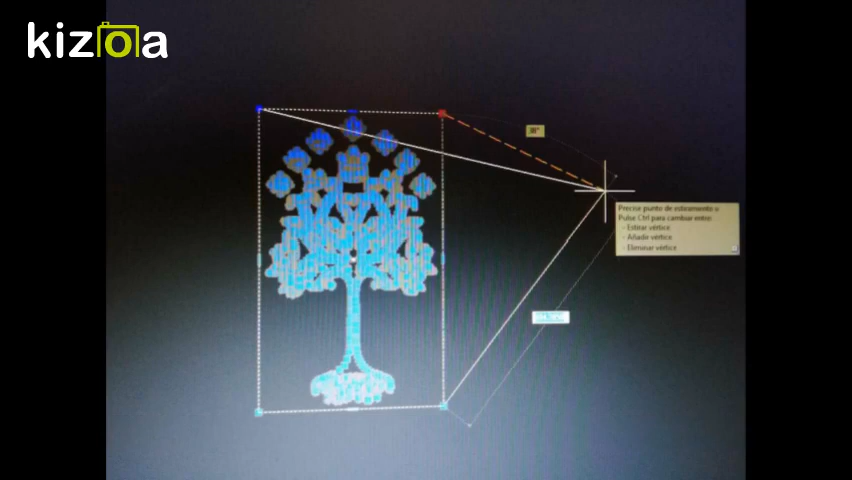 kizoa
Precise punto de estiramiento o
Pulse Ctrl para cambiar entre:
- Estirar vértice
- Añadir vértice
- Eliminar vértice